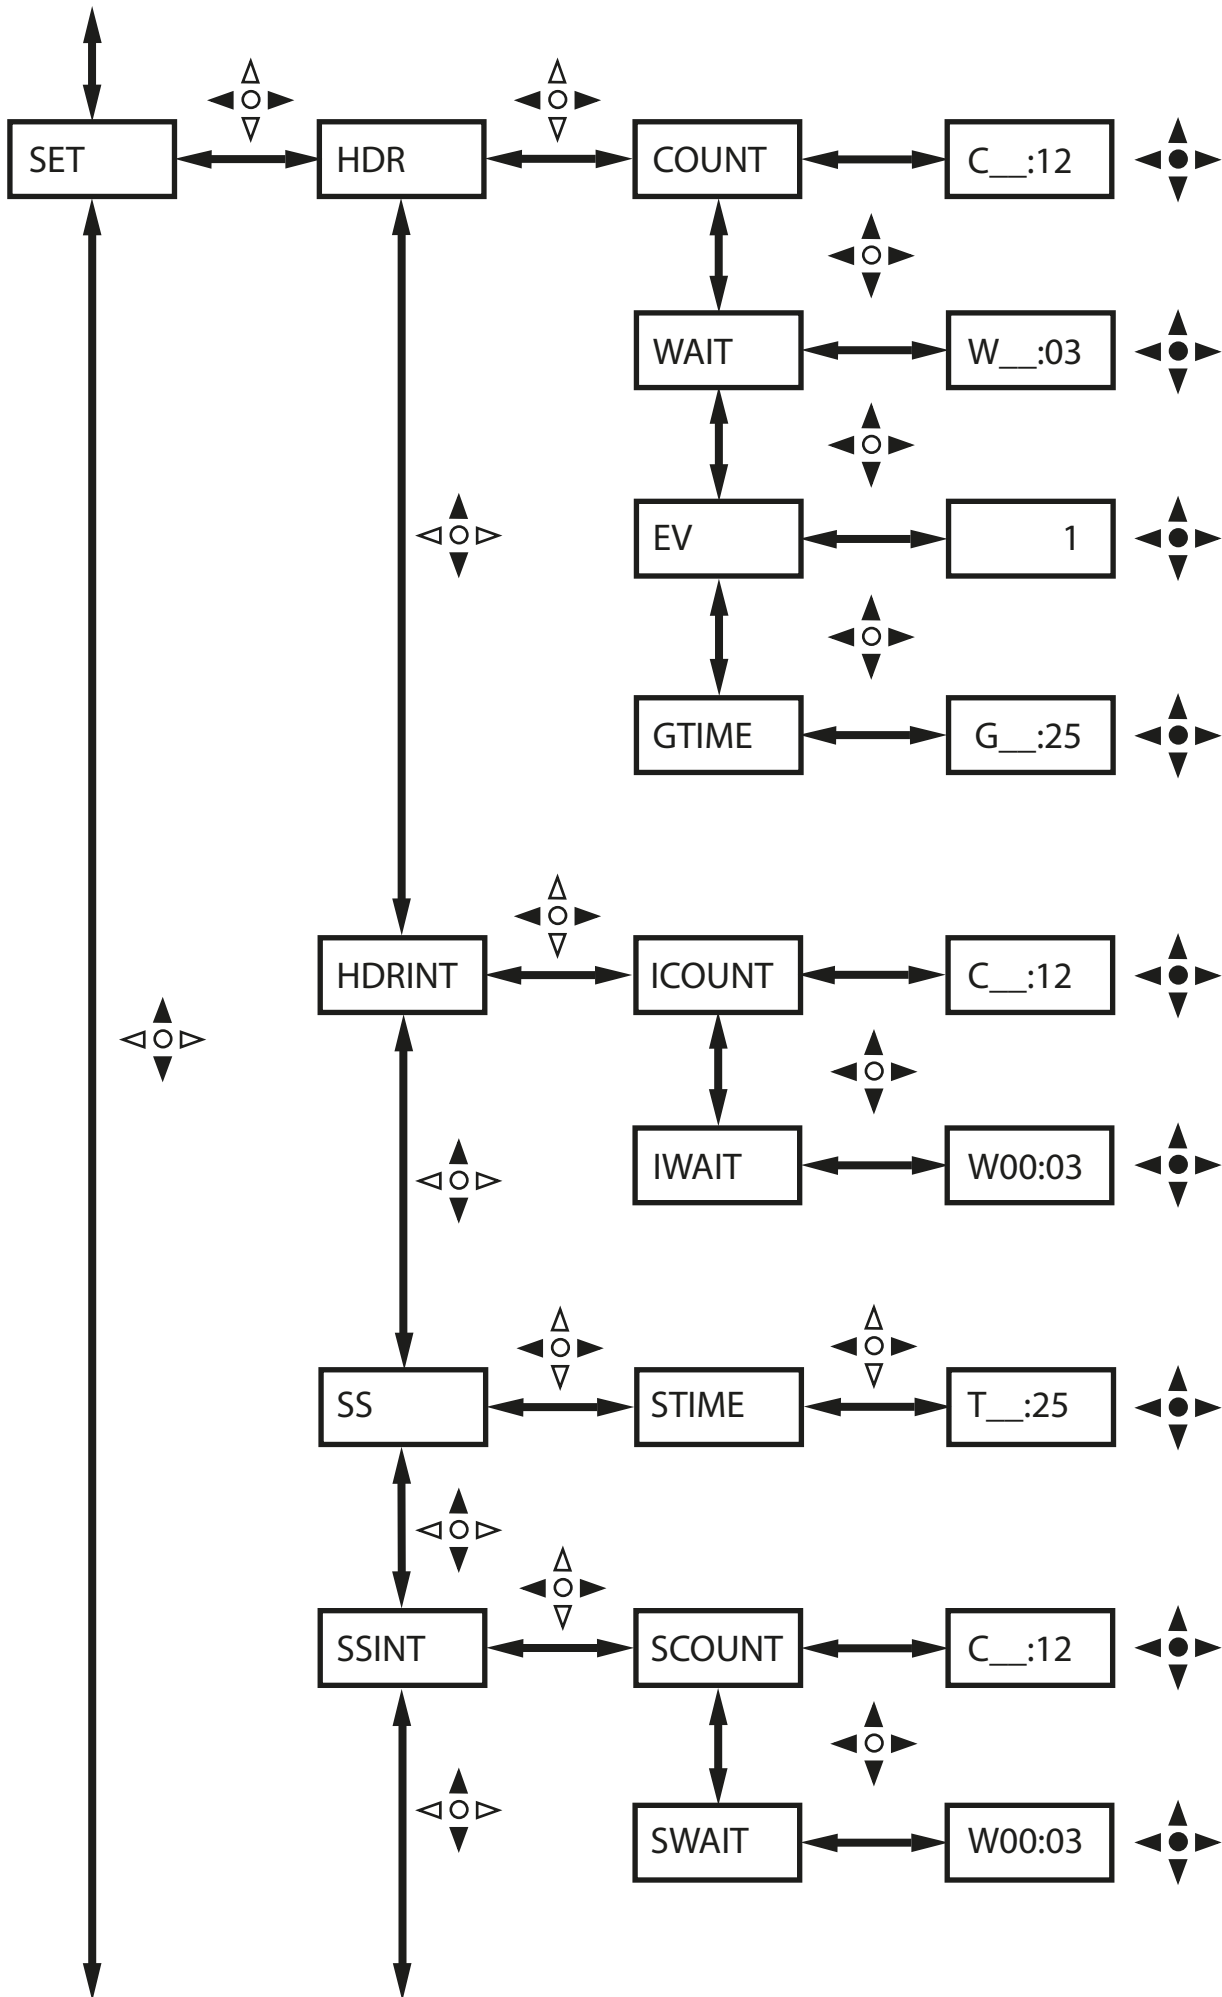 SET
HDR
COUNT
C__:12
WAIT
W__:03
EV
1
GTIME
G__:25
HDRINT
ICOUNT
C__:12
IWAIT
W00:03
SS
STIME
T__:25
SSINT
SCOUNT
C__:12
SWAIT
W00:03